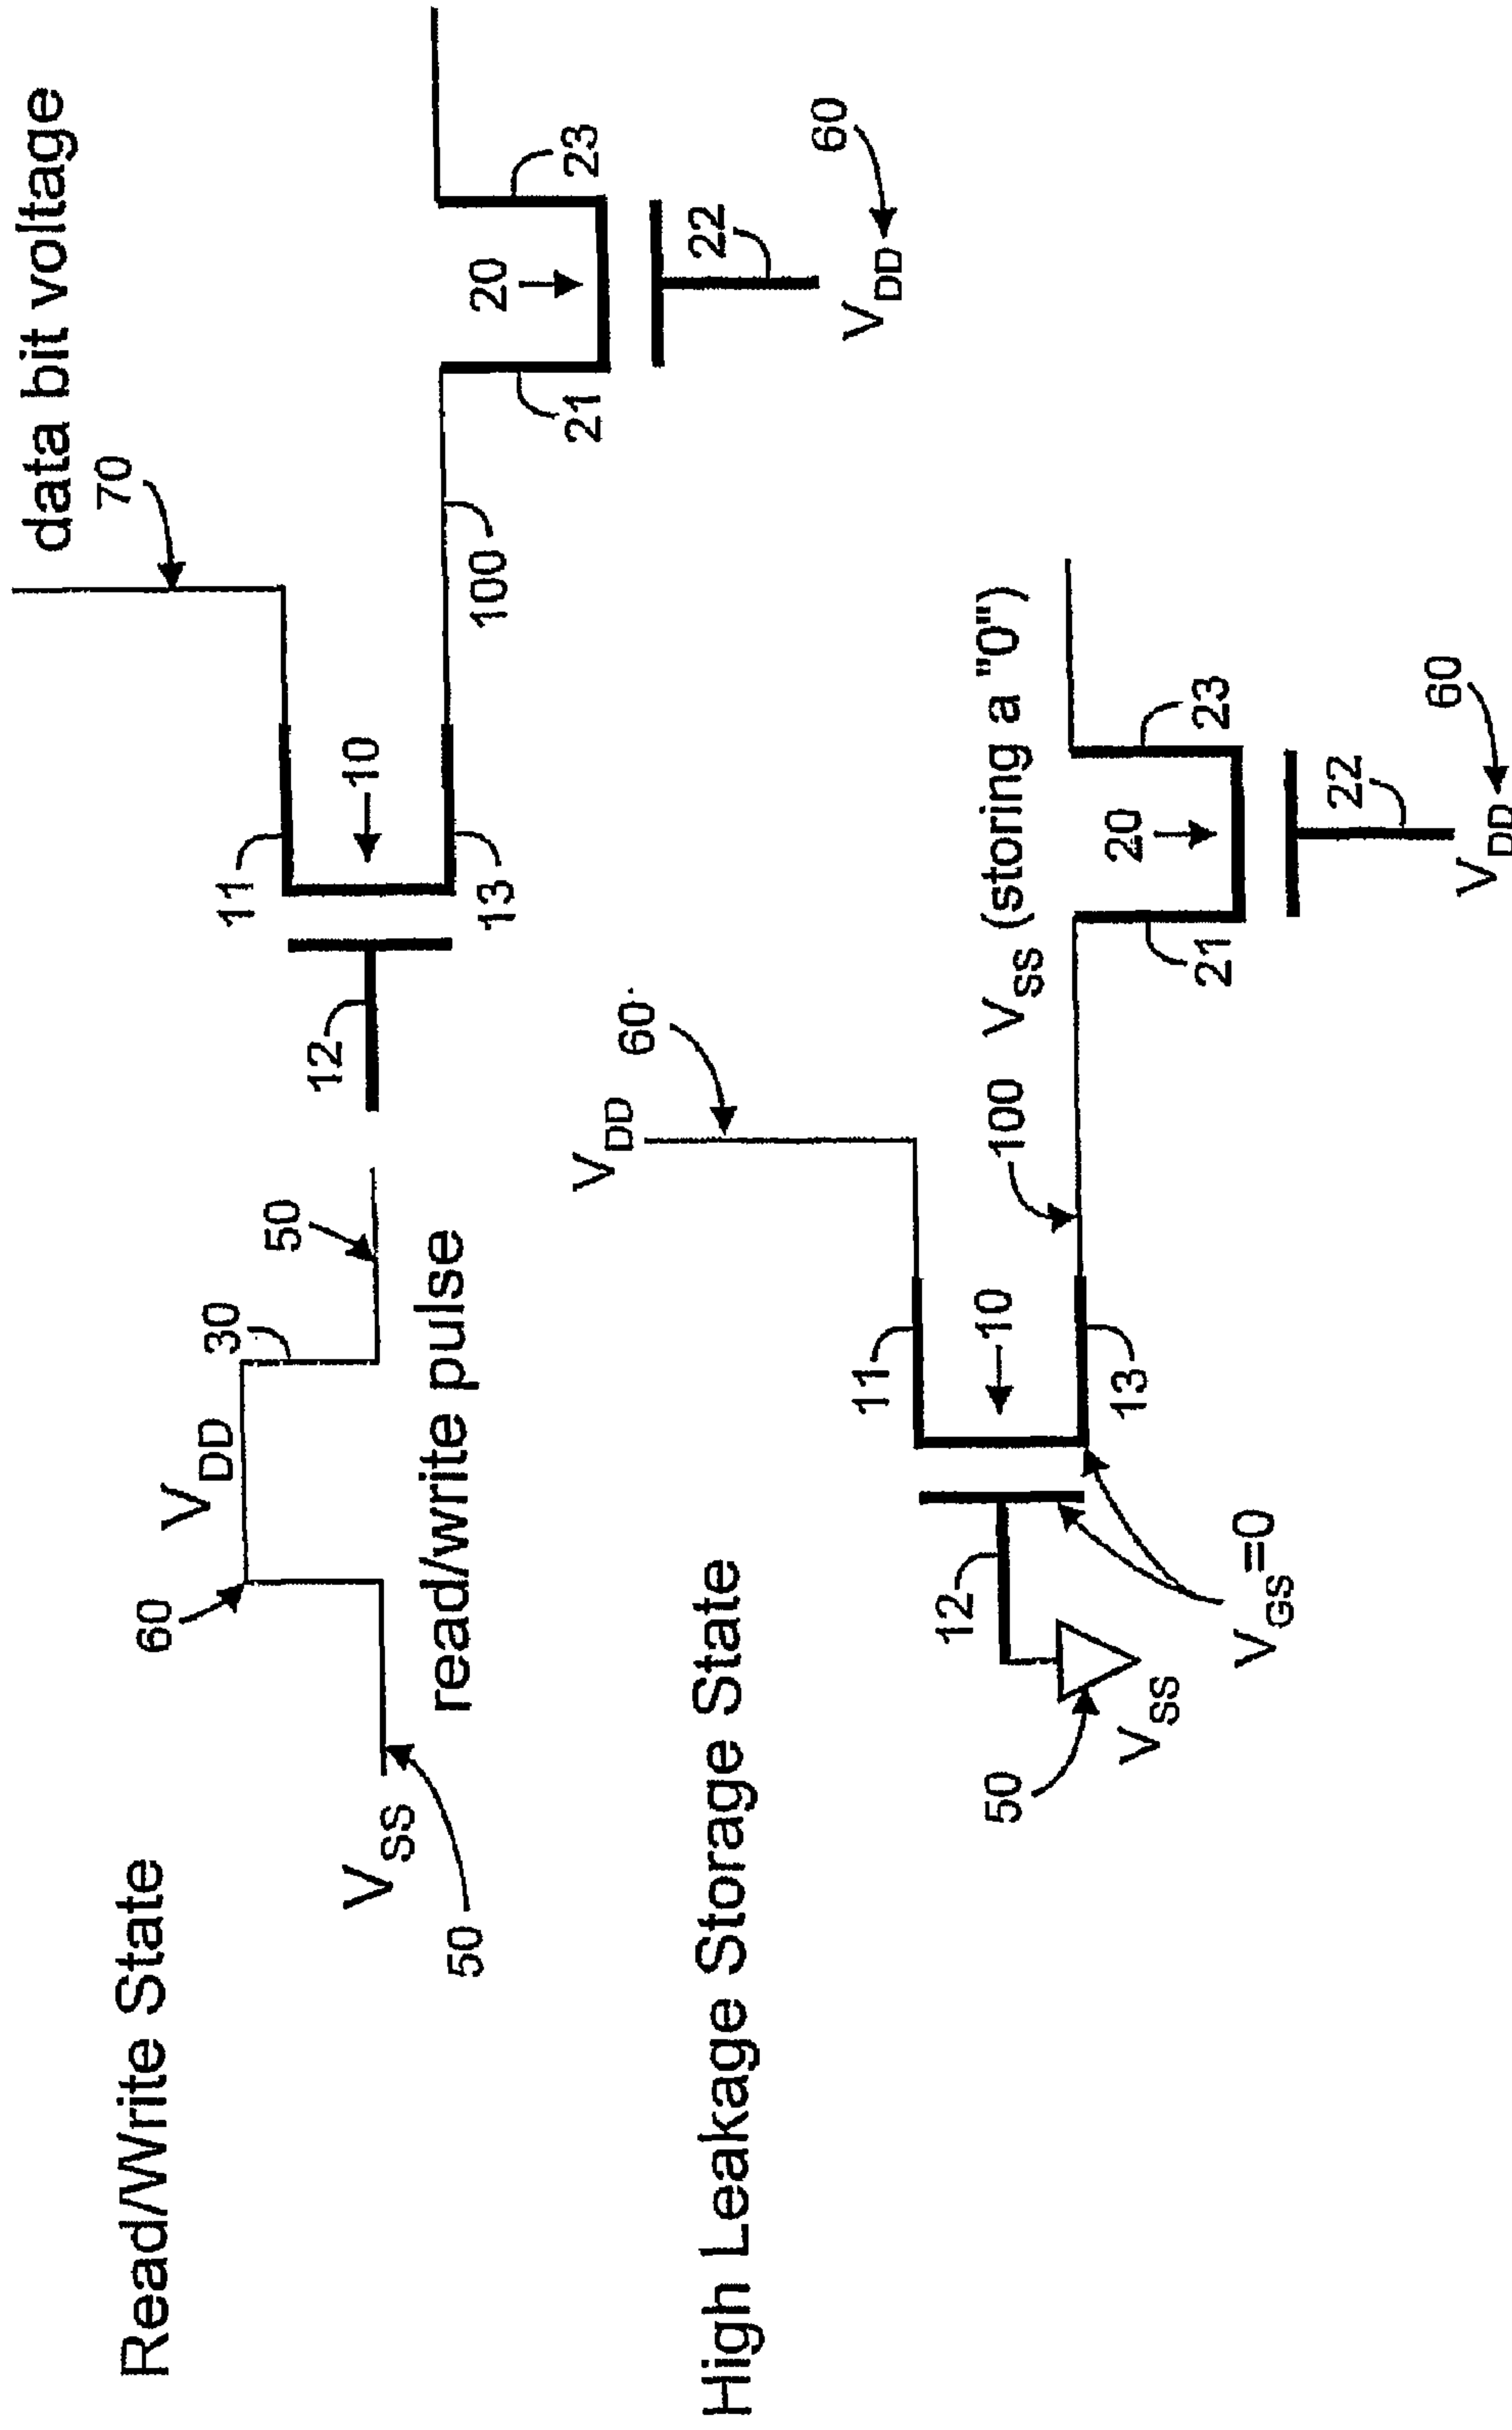 Read/Write State
60
V_DD
30
50
V_SS
50
read/write pulse
12
11
10
13
70
data bit voltage
100
20
21
23
22
V_DD
60
High Leakage Storage State
V_DD
60
11
12
10
13
50
V_SS
V_GS=0
100 V_SS (storing a "0")
20
21
23
22
V_DD
60